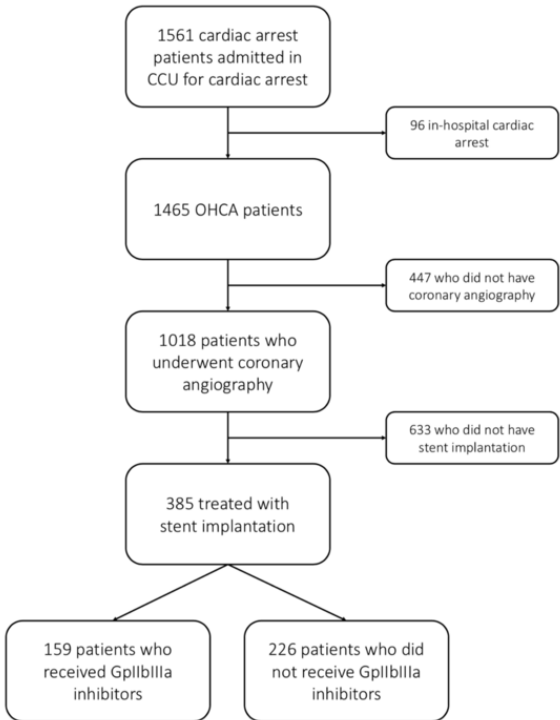 1561 cardiac arrest
patients admitted in
CCU for cardiac arrest
96 in-hospital cardiac
arrest
1465 OHCA patients
447 who did not have
coronary angiography
1018 patients who
underwent coronary
angiography
633 who did not have
stent implantation
385 treated with
stent implantation
159 patients who
received GpIIbIIIa
inhibitors
226 patients who did
not receive GpIIbIIIa
inhibitors